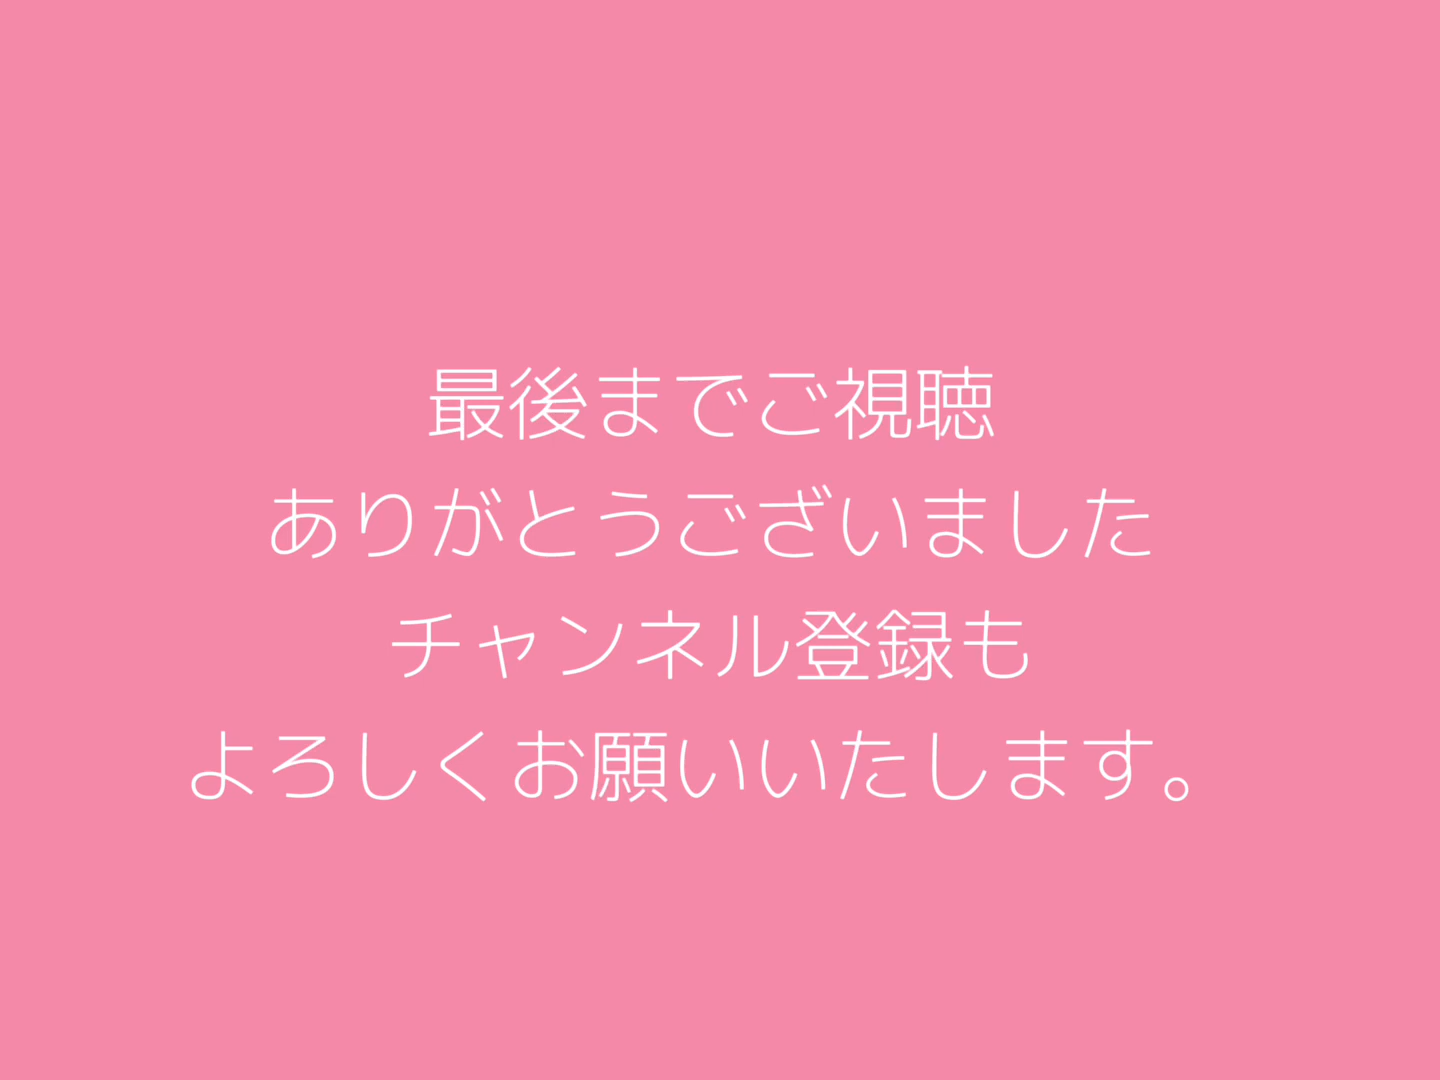 最後までご視聴
ありがとうございました
チャンネル登録も
よろしくお願いいたします。